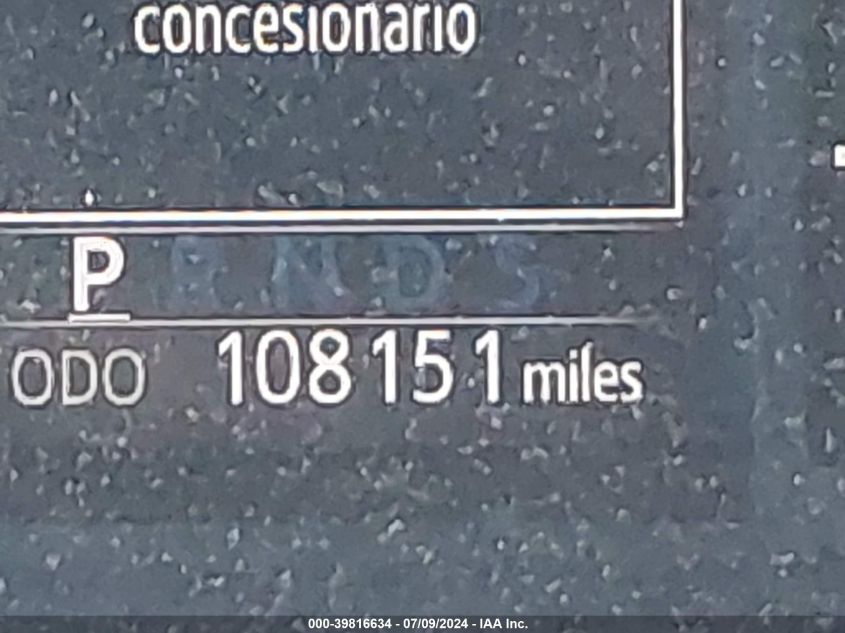 concesionario
P R N D S
ODO 108151 miles
000-39816634 - 07/09/2024 - IAA Inc.